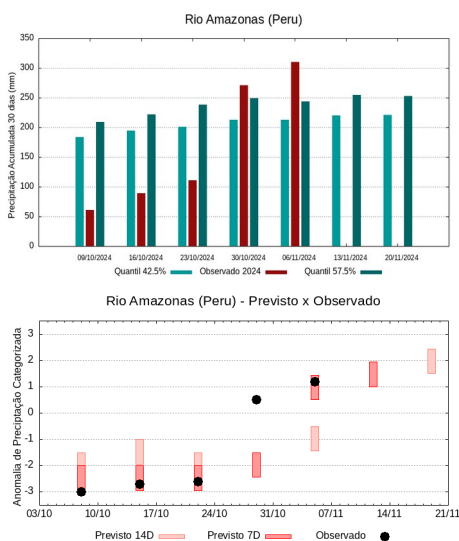 Rio Amazonas (Peru)
Precipitação Acumulada 30 dias (mm)
350
300
250
200
150
100
50
0
09/10/2024 16/10/2024 23/10/2024 30/10/2024 06/11/2024 13/11/2024 20/11/2024
Quantil 42.5% Observado 2024 Quantil 57.5%
Rio Amazonas (Peru) - Previsto x Observado
Anomalia de Preciptação Categorizada
3
2
1
0
-1
-2
-3
03/10 10/10 17/10 24/10 31/10 07/11 14/11 21/11
Previsto 14D Previsto 7D Observado